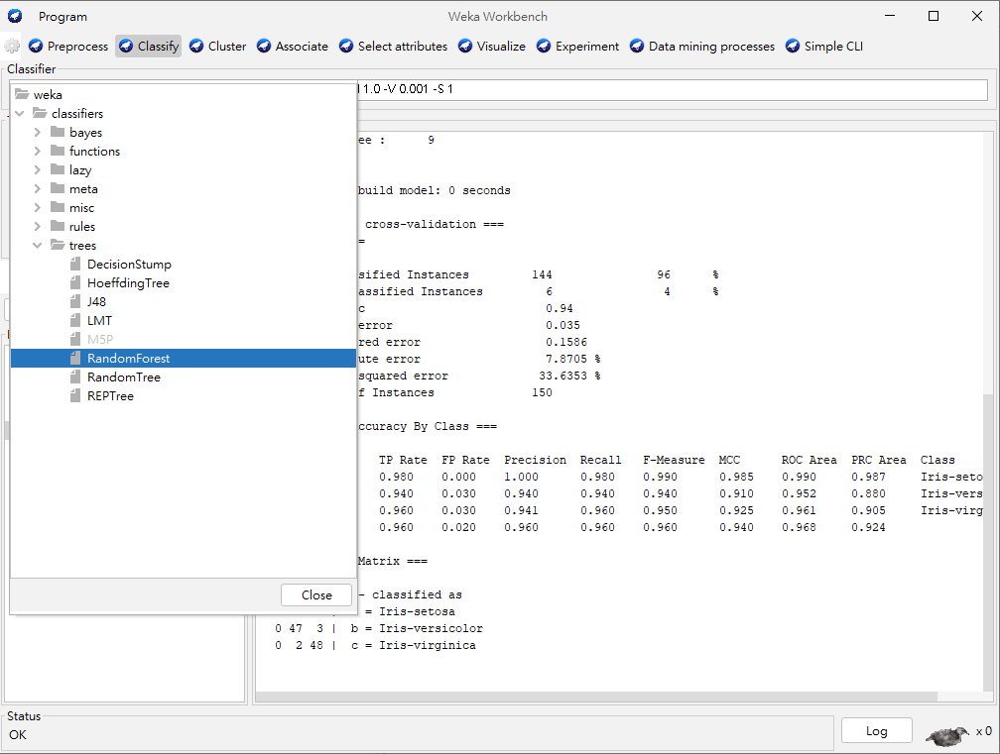 Program
Weka Workbench
Preprocess Classify Cluster Associate Select attributes Visualize Experiment Data mining processes Simple CLI
Classifier
1.0 -V 0.001 -S 1
weka
classifiers
bayes
functions
lazy
meta
misc
rules
trees
DecisionStump
HoeffdingTree
J48
LMT
M5P
RandomForest
RandomTree
REPTree
Close
ee : 9
build model: 0 seconds
cross-validation ===
=
sified Instances 144 96 %
assified Instances 6 4 %
c 0.94
error 0.035
red error 0.1586
ute error 7.8705 %
squared error 33.6353 %
f Instances 150
ccuracy By Class ===
TP Rate FP Rate Precision Recall F-Measure MCC ROC Area PRC Area Class
0.980 0.000 1.000 0.980 0.990 0.985 0.990 0.987 Iris-seto
0.940 0.030 0.940 0.940 0.940 0.910 0.952 0.880 Iris-vers
0.960 0.030 0.941 0.960 0.950 0.925 0.961 0.905 Iris-virg
0.960 0.020 0.960 0.960 0.960 0.940 0.968 0.924
Matrix ===
- classified as
= Iris-setosa
0 47 3 | b = Iris-versicolor
0 2 48 | c = Iris-virginica
Status
OK
Log
x 0